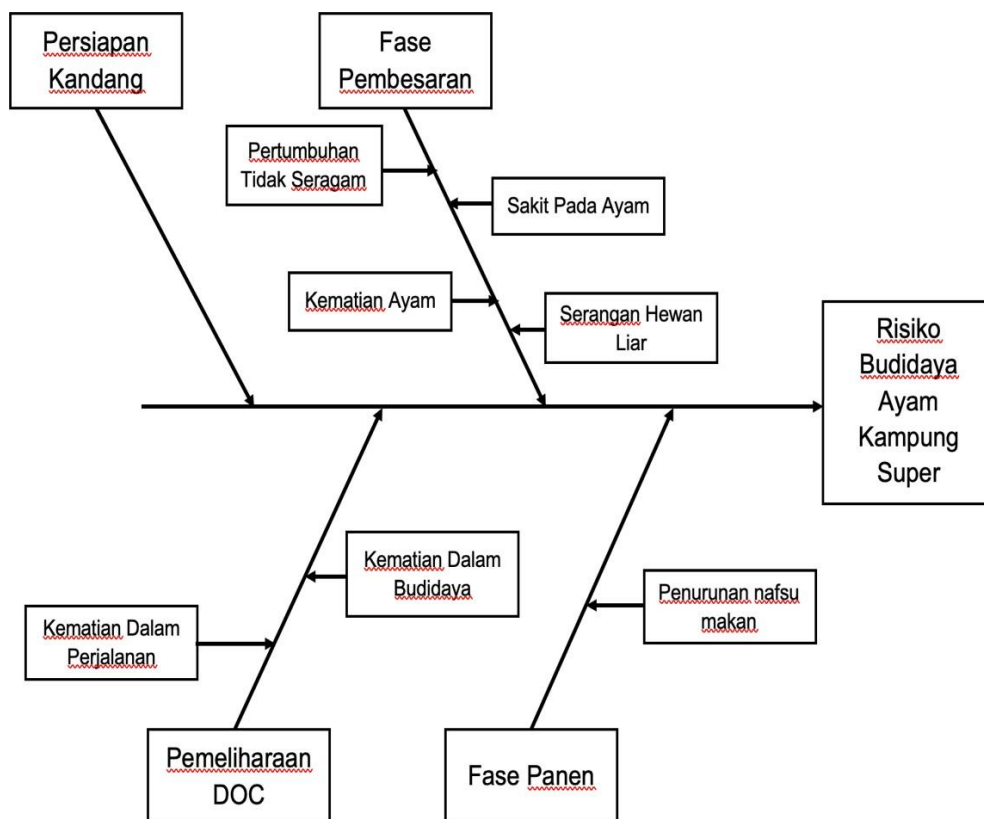 Persiapan
Kandang
Fase
Pembesaran
Pertumbuhan
Tidak Seragam
Sakit Pada Ayam
Kematian Ayam
Serangan Hewan
Liar
Risiko
Budidaya
Ayam
Kampung
Super
Kematian Dalam
Budidaya
Penurunan nafsu
makan
Kematian Dalam
Perjalanan
Pemeliharaan
DOC
Fase Panen